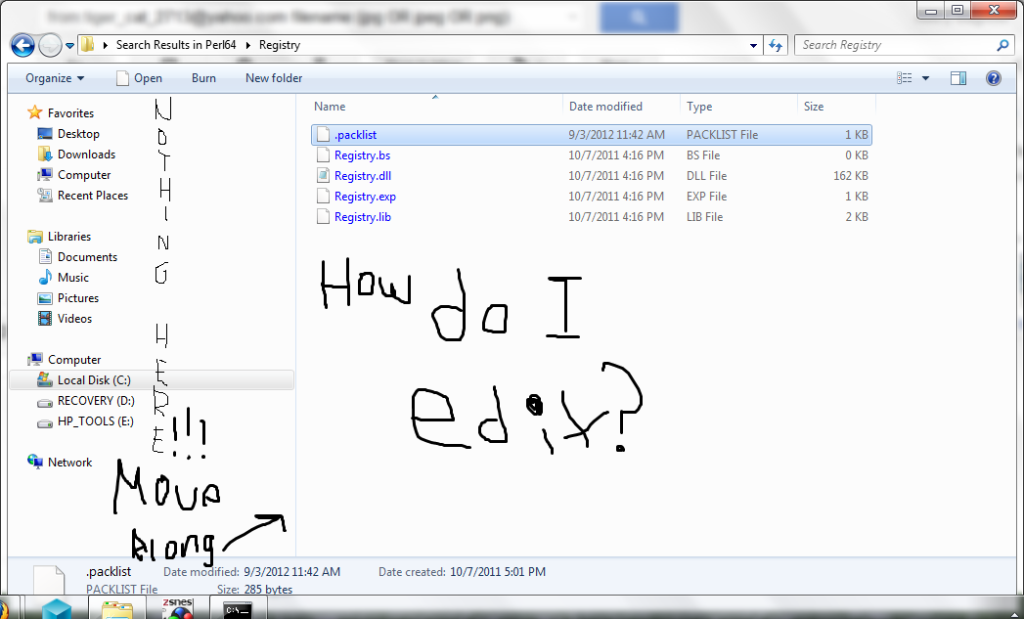 from:tiger_cat_2713@yahoo.com filename:(jpg OR jpeg OR png)
Search Results in Perl64 Registry
Search Registry
Organize Open Burn New folder
Name Date modified Type Size
Favorites
Desktop
Downloads
Computer
Recent Places
Libraries
Documents
Music
Pictures
Videos
Computer
Local Disk (C:)
RECOVERY (D:)
HP_TOOLS (E:)
Network
NOTHING HERE!!!
Move
Along
.packlist 9/3/2012 11:42 AM PACKLIST File 1 KB
Registry.bs 10/7/2011 4:16 PM BS File 0 KB
Registry.dll 10/7/2011 4:16 PM DLL File 162 KB
Registry.exp 10/7/2011 4:16 PM EXP File 1 KB
Registry.lib 10/7/2011 4:16 PM LIB File 2 KB
How do I
edit?
.packlist Date modified: 9/3/2012 11:42 AM Date created: 10/7/2011 5:01 PM
PACKLIST File Size: 285 bytes
zsnes
C:\_